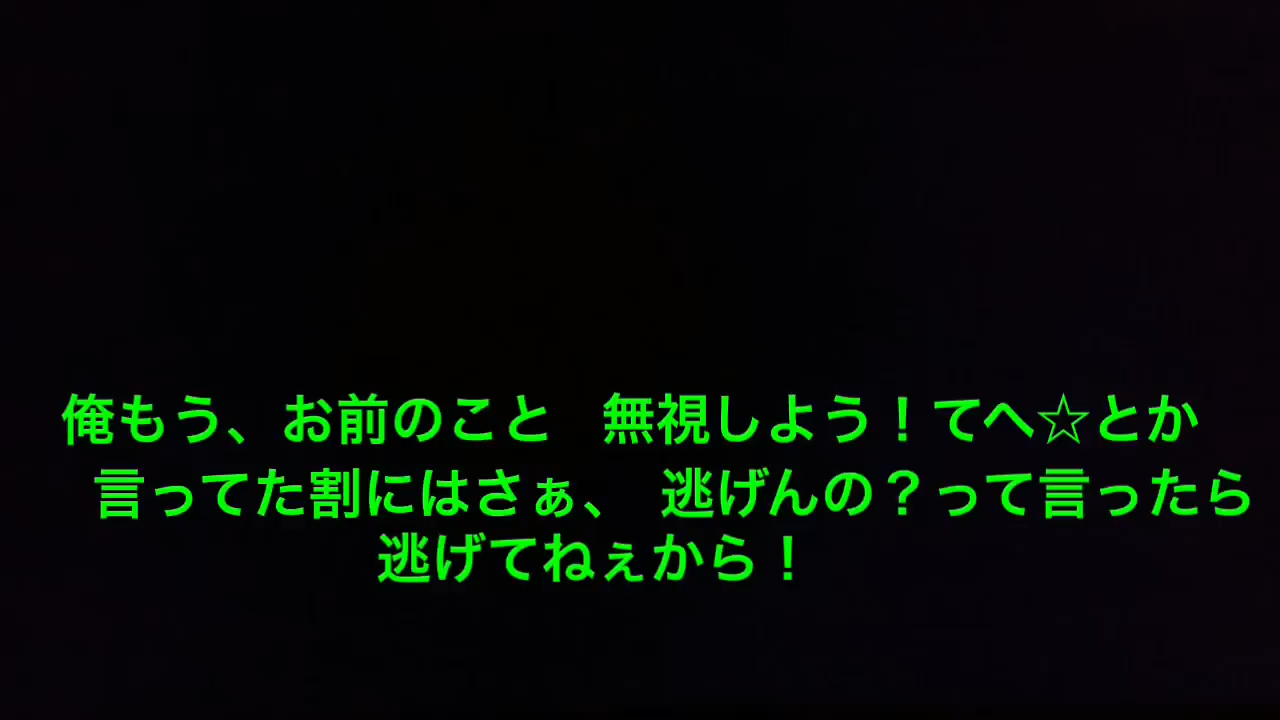 俺もう、お前のこと　無視しよう！てへ☆とか
言ってた割にはさぁ、　逃げんの？って言ったら
逃げてねぇから！